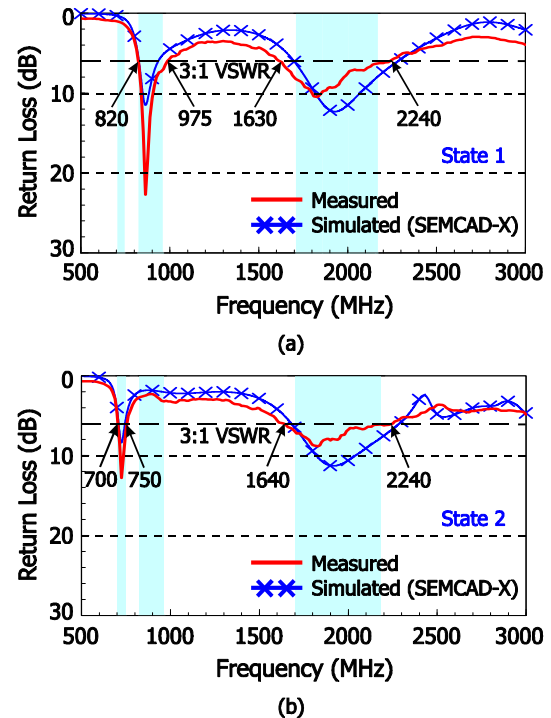 0
10
20
30
Return Loss (dB)
3:1 VSWR
820
975
1630
2240
State 1
Measured
Simulated (SEMCAD-X)
500
1000
1500
2000
2500
3000
Frequency (MHz)
(a)
0
10
20
30
Return Loss (dB)
3:1 VSWR
700
750
1640
2240
State 2
Measured
Simulated (SEMCAD-X)
500
1000
1500
2000
2500
3000
Frequency (MHz)
(b)